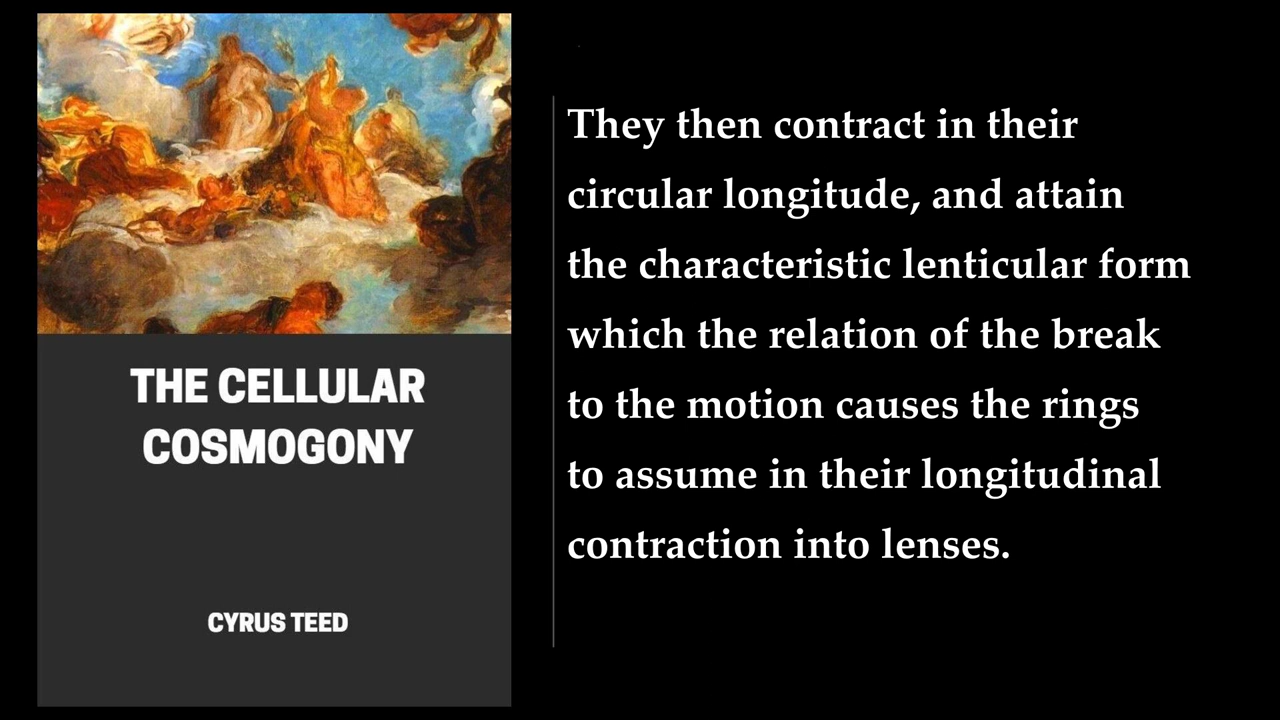 THE CELLULAR
COSMOGONY
CYRUS TEED
They then contract in their
circular longitude, and attain
the characteristic lenticular form
which the relation of the break
to the motion causes the rings
to assume in their longitudinal
contraction into lenses.